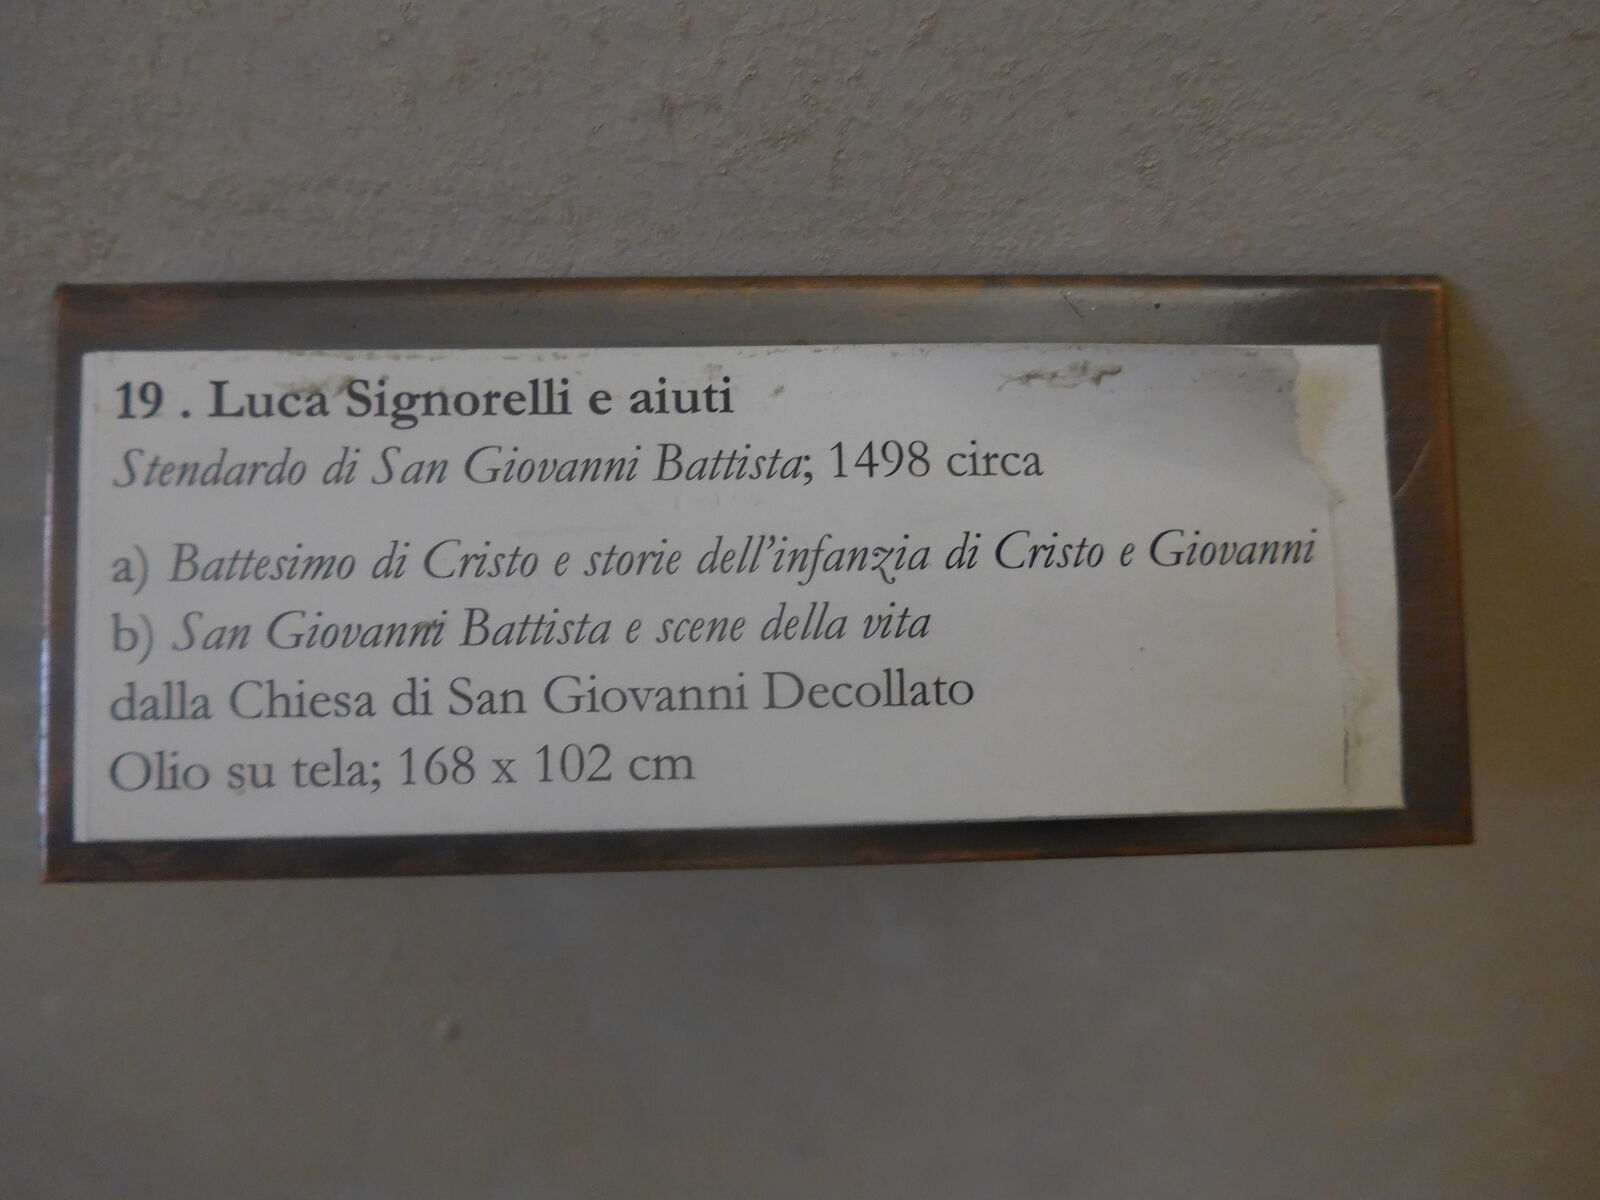 19 . Luca Signorelli e aiuti
Stendardo di San Giovanni Battista; 1498 circa
a) Battesimo di Cristo e storie dell'infanzia di Cristo e Giovanni
b) San Giovanni Battista e scene della vita
dalla Chiesa di San Giovanni Decollato
Olio su tela; 168 x 102 cm